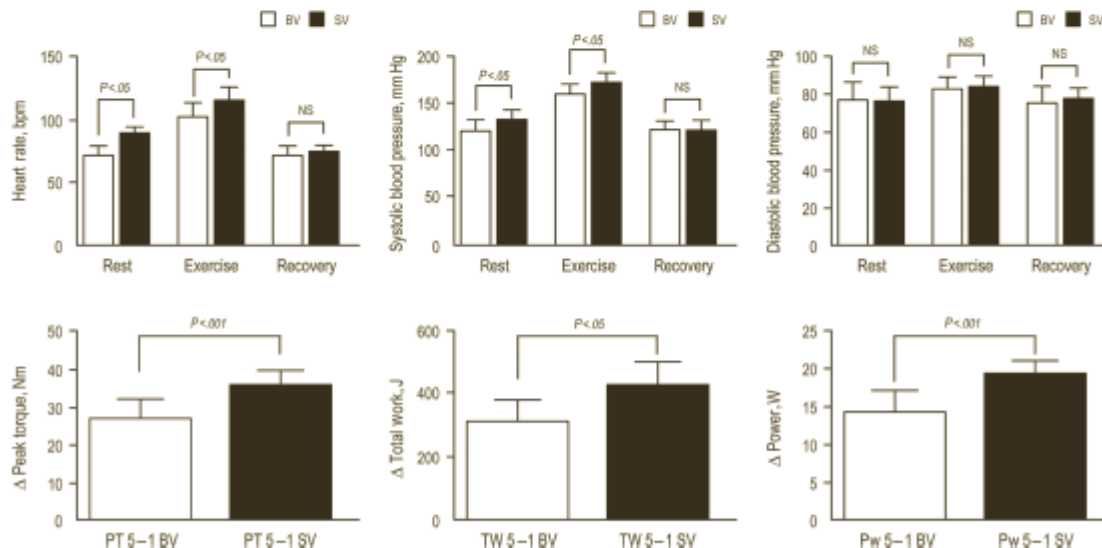 BV SV
Heart rate, bpm
150
100
50
0
P<.05
P<.05
NS
Rest Exercise Recovery
BV SV
Systolic blood pressure, mm Hg
200
150
100
50
0
P<.05
P<.05
NS
Rest Exercise Recovery
BV SV
Diastolic blood pressure, mm Hg
100
80
60
40
20
0
NS
NS
NS
Rest Exercise Recovery
Δ Peak torque, Nm
50
40
30
20
10
0
P<.001
PT 5–1 BV PT 5–1 SV
Δ Total work, J
600
400
200
0
P<.05
TW 5–1 BV TW 5–1 SV
Δ Power, W
25
20
15
10
5
0
P<.001
Pw 5–1 BV Pw 5–1 SV